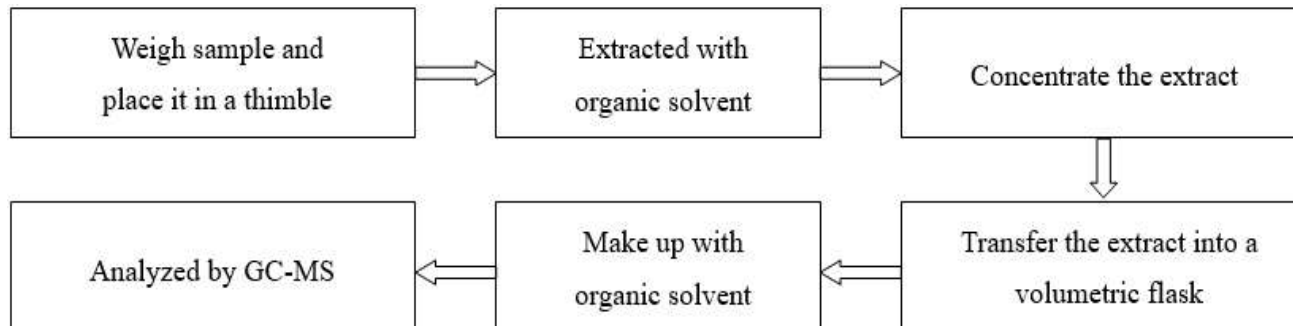 Weigh sample and
place it in a thimble
Extracted with
organic solvent
Concentrate the extract
Transfer the extract into a
volumetric flask
Make up with
organic solvent
Analyzed by GC-MS